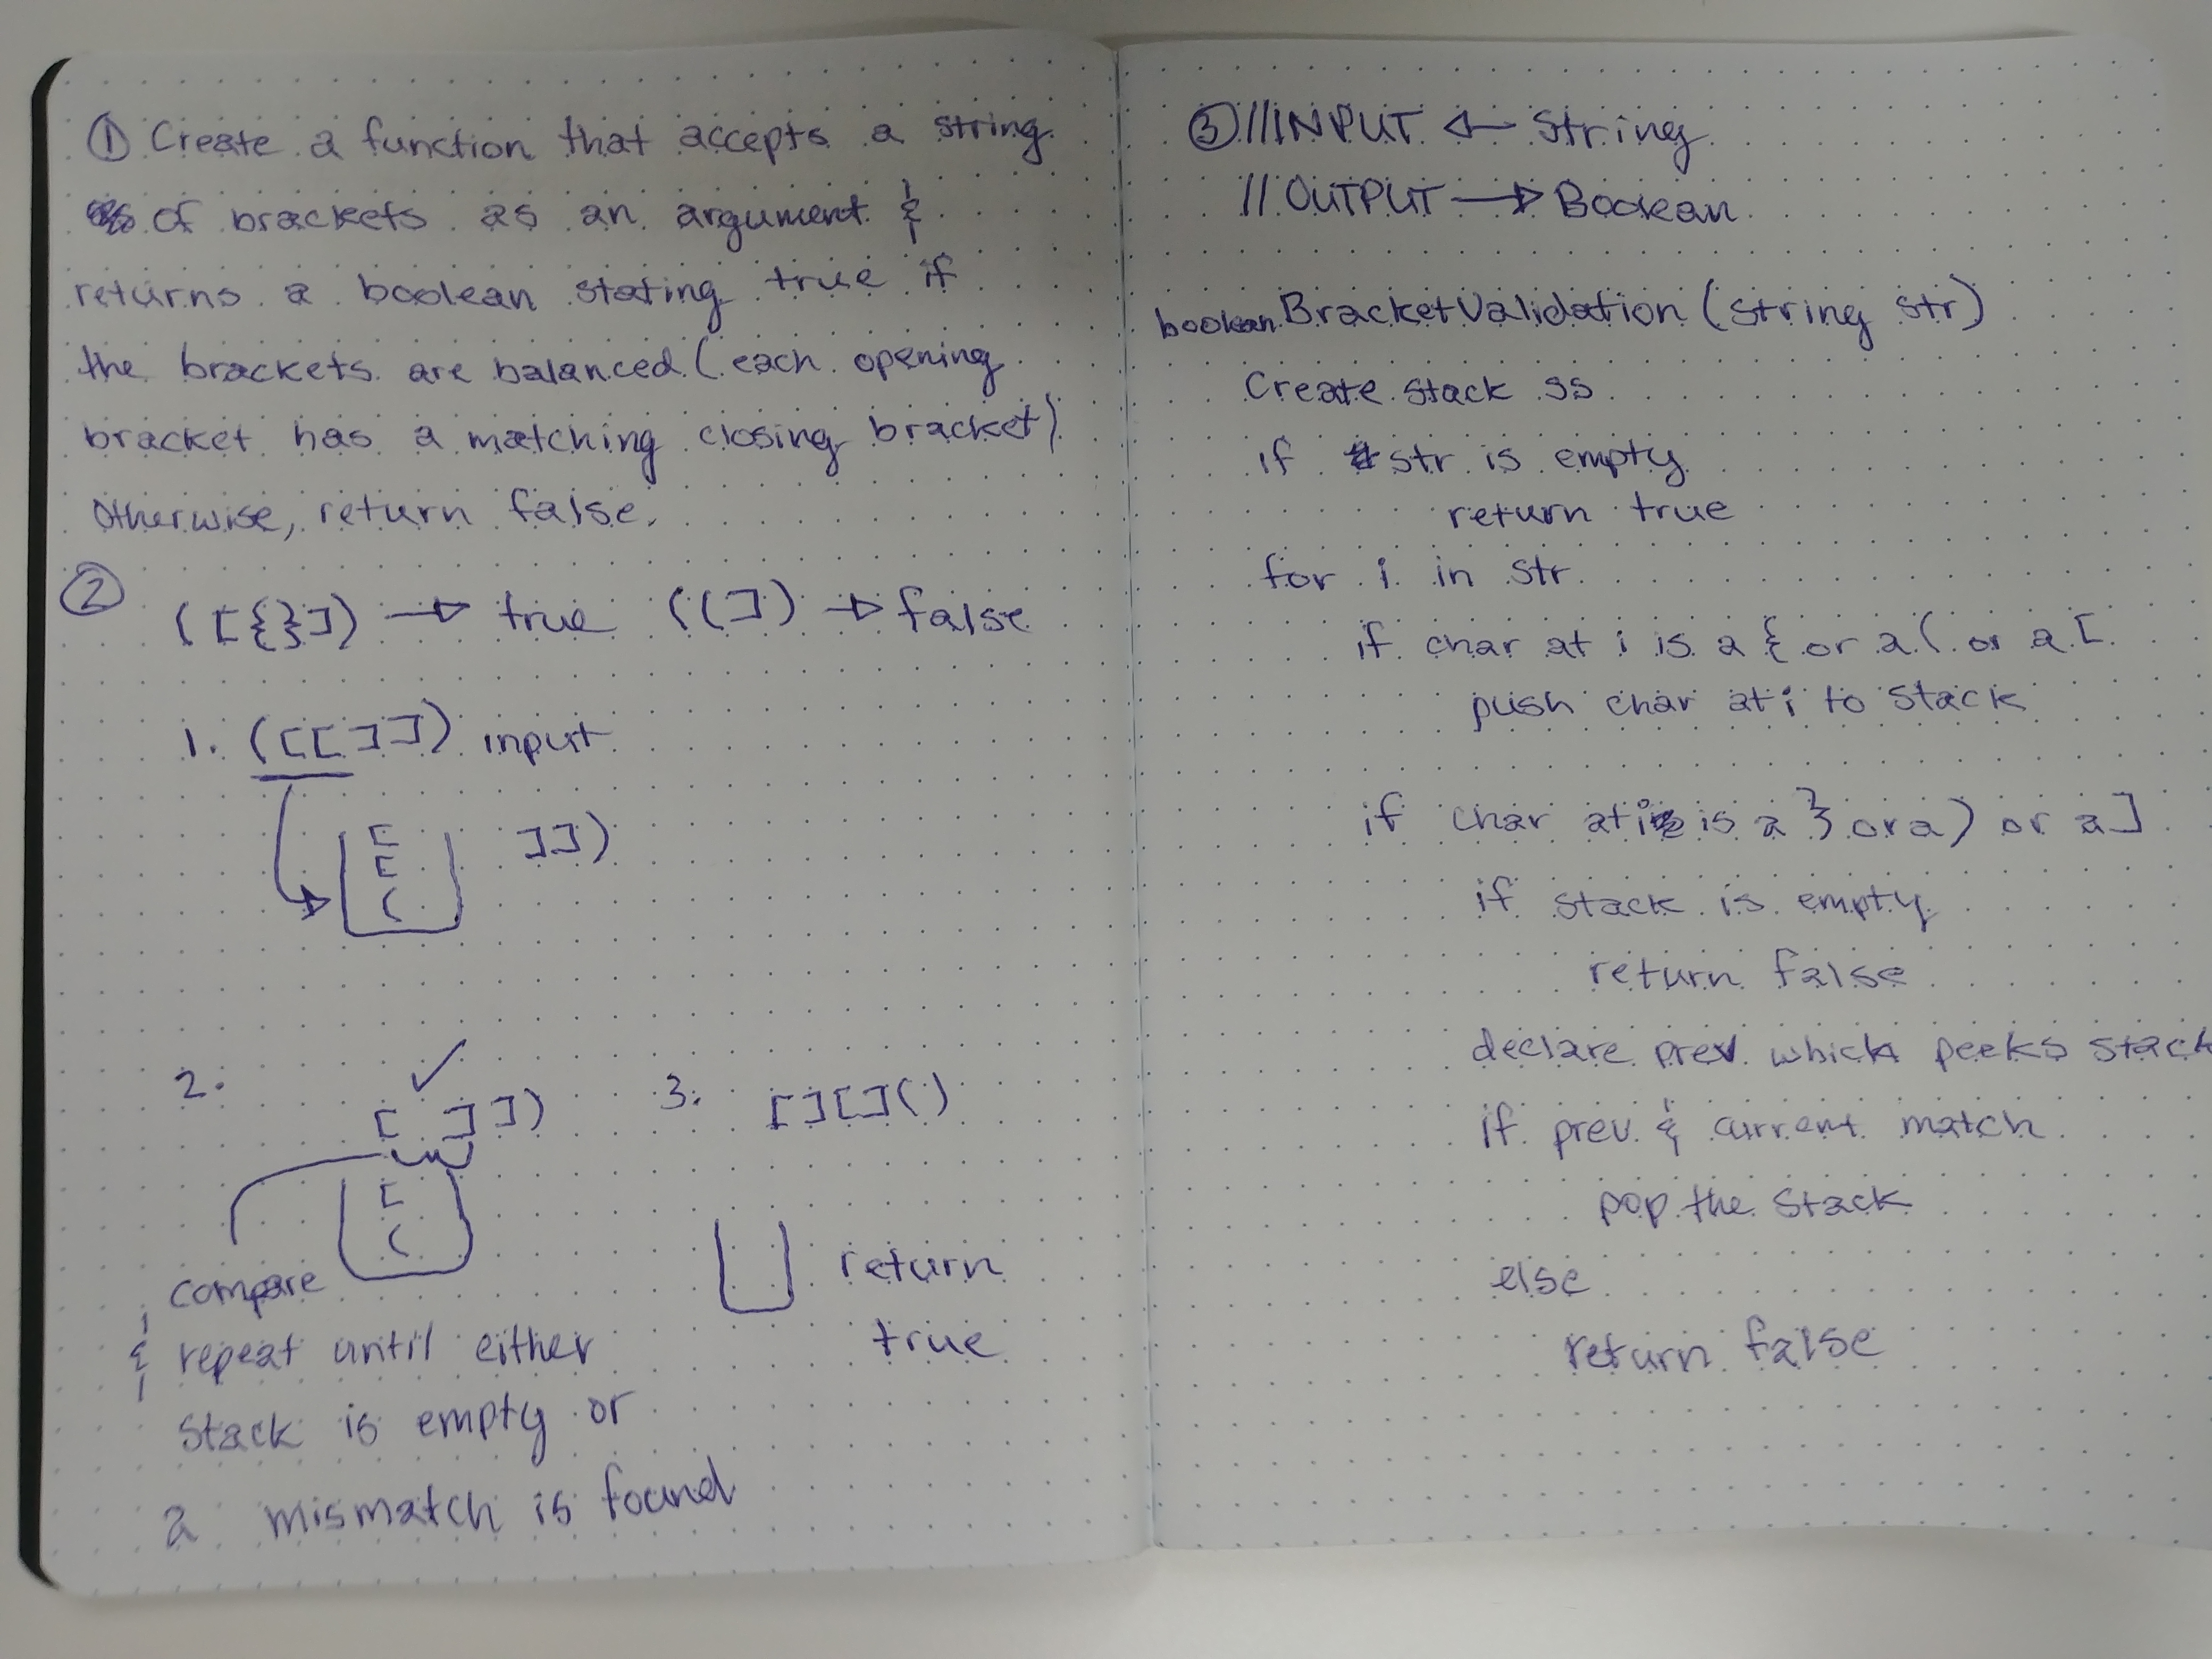 ① Create a function that accepts a string
of brackets as an argument &
returns a boolean stating true if
the brackets are balanced (each opening
bracket has a matching closing bracket)
Otherwise, return false.
②
([{}]) → true ((]) → false
1. ([[]]) input
[
[
(
]])
2.
✓
[ ]])
[
(
compare
& repeat until either
stack is empty or
a mismatch is found
3. [][]()
return
true
③ //INPUT ← String
//OUTPUT → Boolean
boolean BracketValidation (String str)
Create stack ss
if str is empty
return true
for i in str
if char at i is a { or a ( or a [
push char at i to stack
if char at i is a } or a ) or a ]
if stack is empty
return false
declare prev which peeks stack
if prev & current match
pop the stack
else
return false